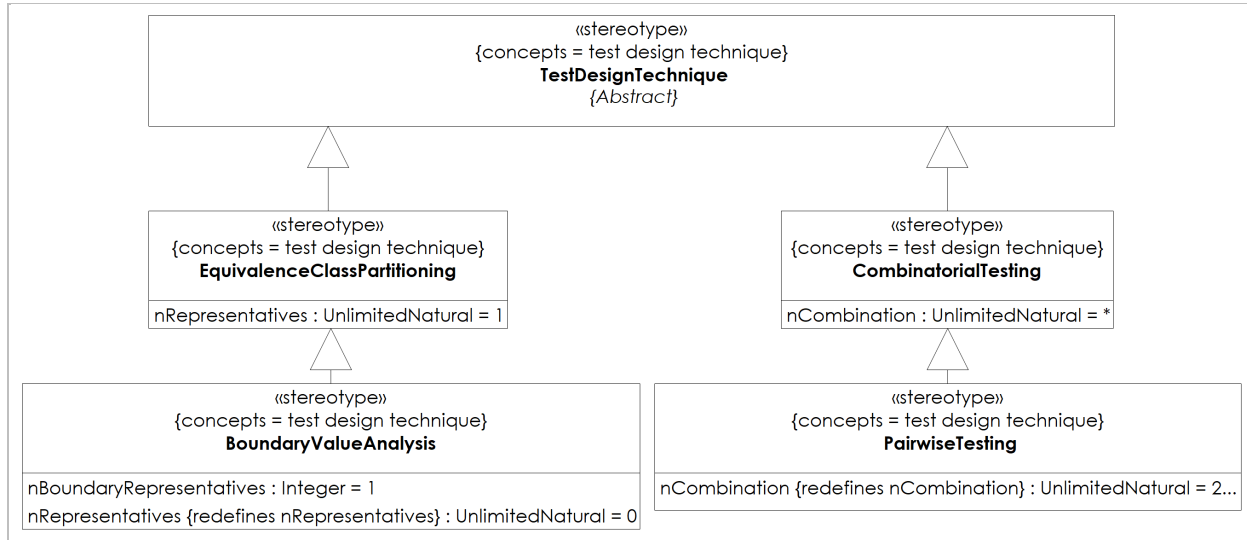 «stereotype»
{concepts = test design technique}
TestDesignTechnique
{Abstract}
«stereotype»
{concepts = test design technique}
EquivalenceClassPartitioning
nRepresentatives : UnlimitedNatural = 1
«stereotype»
{concepts = test design technique}
CombinatorialTesting
nCombination : UnlimitedNatural = *
«stereotype»
{concepts = test design technique}
BoundaryValueAnalysis
nBoundaryRepresentatives : Integer = 1
nRepresentatives {redefines nRepresentatives} : UnlimitedNatural = 0
«stereotype»
{concepts = test design technique}
PairwiseTesting
nCombination {redefines nCombination} : UnlimitedNatural = 2...